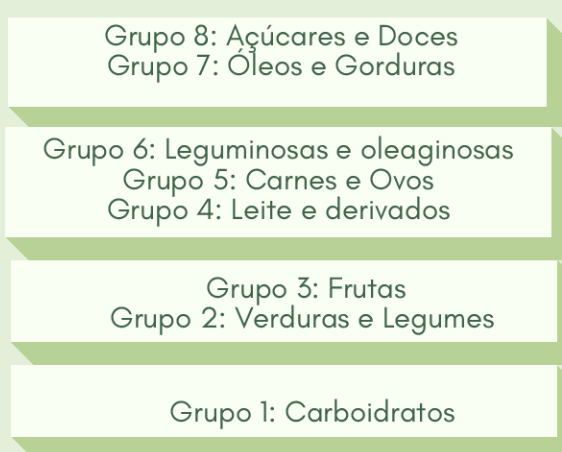 Grupo 8: Açúcares e Doces
Grupo 7: Óleos e Gorduras
Grupo 6: Leguminosas e oleaginosas
Grupo 5: Carnes e Ovos
Grupo 4: Leite e derivados
Grupo 3: Frutas
Grupo 2: Verduras e Legumes
Grupo 1: Carboidratos